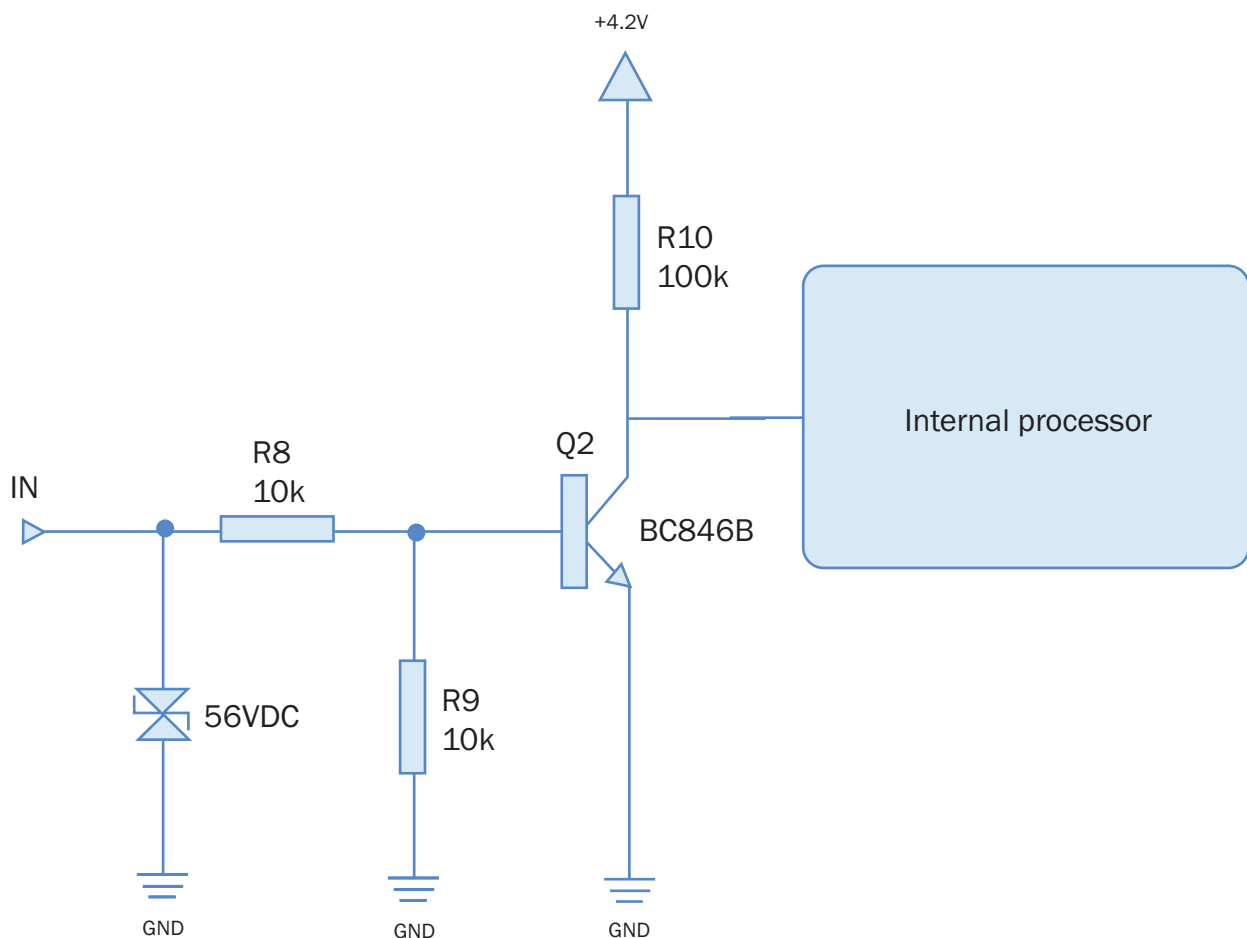 +4.2V
R10
100k
Internal processor
Q2
R8
10k
IN
BC846B
56VDC
R9
10k
GND
GND
GND